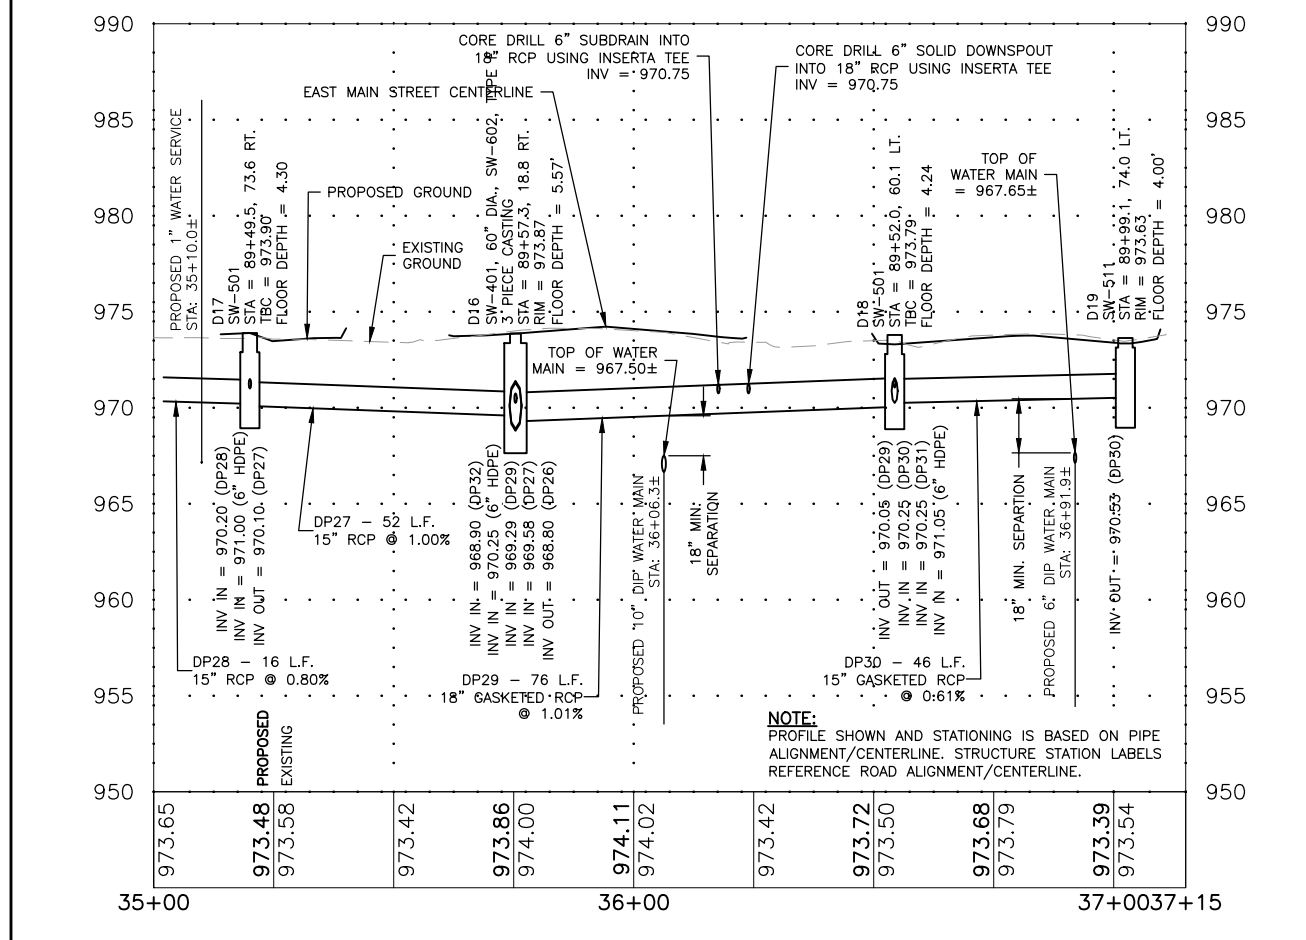 990
985
980
975
970
965
960
955
950
990
985
980
975
970
965
960
955
950
CORE DRILL 6" SUBDRAIN INTO
18" RCP USING INSERTA TEE
INV = 970.75
CORE DRILL 6" SOLID DOWNSPOUT
INTO 18" RCP USING INSERTA TEE
INV = 970.75
EAST MAIN STREET CENTERLINE
PROPOSED 1" WATER SERVICE
STA: 35+10.0±
D17
SW-501
STA = 89+49.5, 73.6 RT.
TBC = 973.90'
FLOOR DEPTH = 4.30
PROPOSED GROUND
EXISTING
GROUND
D16
SW-401, 60" DIA., SW-602, TYPE
3 PIECE CASTING
STA = 89+57.3, 18.8 RT.
RIM = 973.87
FLOOR DEPTH = 5.57'
TOP OF WATER
MAIN = 967.50±
D18
SW-501
STA = 89+52.0, 60.1 LT.
TBC = 973.79
FLOOR DEPTH = 4.24
TOP OF
WATER MAIN
= 967.65±
D19
SW-511
STA = 89+99.1, 74.0 LT.
RIM = 973.63
FLOOR DEPTH = 4.00'
INV IN = 970.20 (DP28)
INV IN = 971.00 (6" HDPE)
INV OUT = 970.10 (DP27)
DP27 - 52 L.F.
15" RCP @ 1.00%
INV IN = 968.90 (DP32)
INV IN = 970.25 (6" HDPE)
INV IN = 969.29 (DP29)
INV IN = 969.58 (DP27)
INV OUT = 968.80 (DP26)
PROPOSED 10" DIP WATER MAIN
STA: 36+06.3±
18" MIN.
SEPARATION
INV OUT = 970.05 (DP29)
INV IN = 970.25 (DP30)
INV IN = 970.25 (DP31)
INV IN = 971.05 (6" HDPE)
18" MIN. SEPARTION
PROPOSED 6" DIP WATER MAIN
STA: 36+91.9±
INV OUT = 970.53 (DP30)
DP28 - 16 L.F.
15" RCP @ 0.80%
DP29 - 76 L.F.
18" GASKETED RCP
@ 1.01%
DP30 - 46 L.F.
15" GASKETED RCP
@ 0.61%
PROPOSED
EXISTING
NOTE:
PROFILE SHOWN AND STATIONING IS BASED ON PIPE
ALIGNMENT/CENTERLINE. STRUCTURE STATION LABELS
REFERENCE ROAD ALIGNMENT/CENTERLINE.
973.65
973.48
973.58
973.42
973.86
974.00
974.11
974.02
973.42
973.72
973.50
973.68
973.79
973.39
973.54
35+00
36+00
37+00
37+15